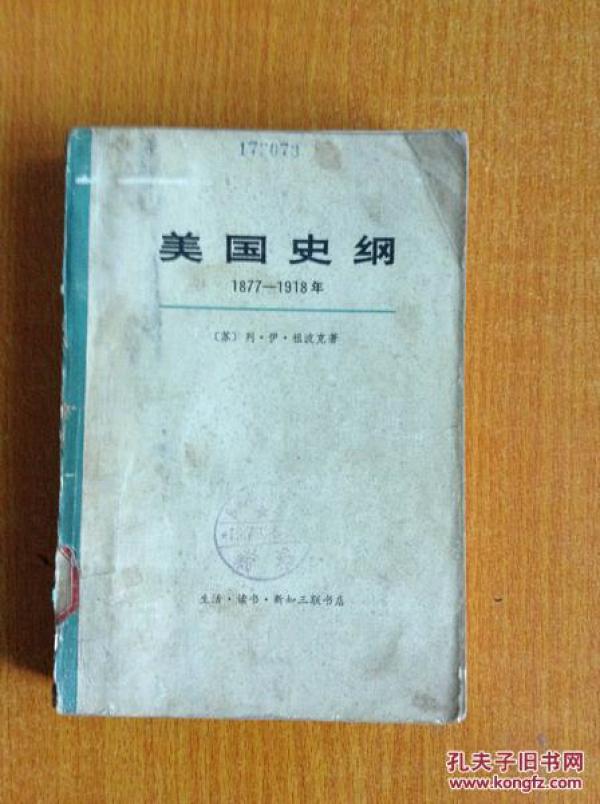 美国史纲
1877—1918年
〔苏〕列·伊·祖波克著
生活·读书·新知三联书店
孔夫子旧书网
www.kongfz.com